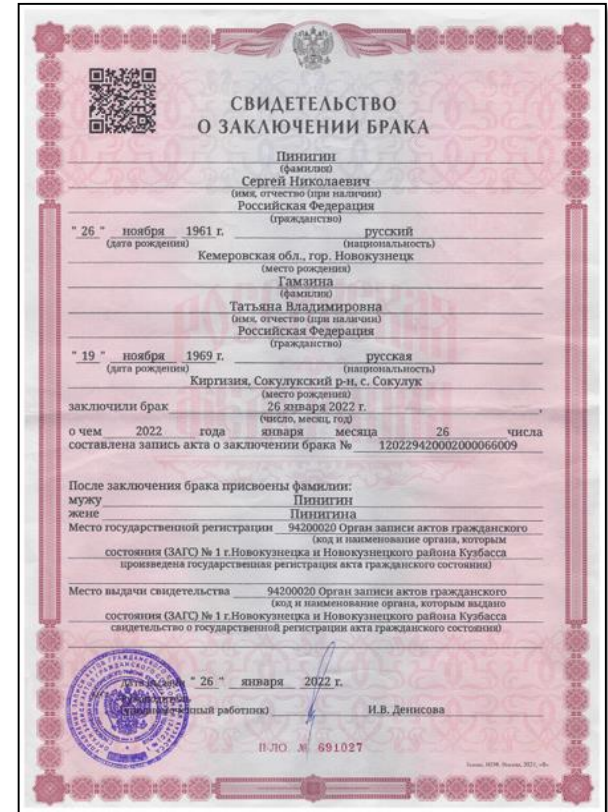 СВИДЕТЕЛЬСТВО
О ЗАКЛЮЧЕНИИ БРАКА
Пинигин
(фамилия)
Сергей Николаевич
(имя, отчество (при наличии)
Российская Федерация
(гражданство)
" 26 " ноября 1961 г. русский
(дата рождения) (национальность)
Кемеровская обл., гор. Новокузнецк
(место рождения)
Гамзина
(фамилия)
Татьяна Владимировна
(имя, отчество (при наличии)
Российская Федерация
(гражданство)
" 19 " ноября 1969 г. русская
(дата рождения) (национальность)
Киргизия, Сокулукский р-н, с. Сокулук
(место рождения)
заключили брак 26 января 2022 г. ,
(число, месяц, год)
о чем 2022 года января месяца 26 числа
составлена запись акта о заключении брака № 120229420002000066009
После заключения брака присвоены фамилии:
мужу Пинигин
жене Пинигина
Место государственной регистрации 94200020 Орган записи актов гражданского
(код и наименование органа, которым
состояния (ЗАГС) № 1 г.Новокузнецка и Новокузнецкого района Кузбасса
произведена государственная регистрация акта гражданского состояния)
Место выдачи свидетельства 94200020 Орган записи актов гражданского
(код и наименование органа, которым выдано
состояния (ЗАГС) № 1 г.Новокузнецка и Новокузнецкого района Кузбасса
свидетельство о государственной регистрации акта гражданского состояния)
" 26 " января 2022 г.
работник) И.В. Денисова
II-ЛО № 691027